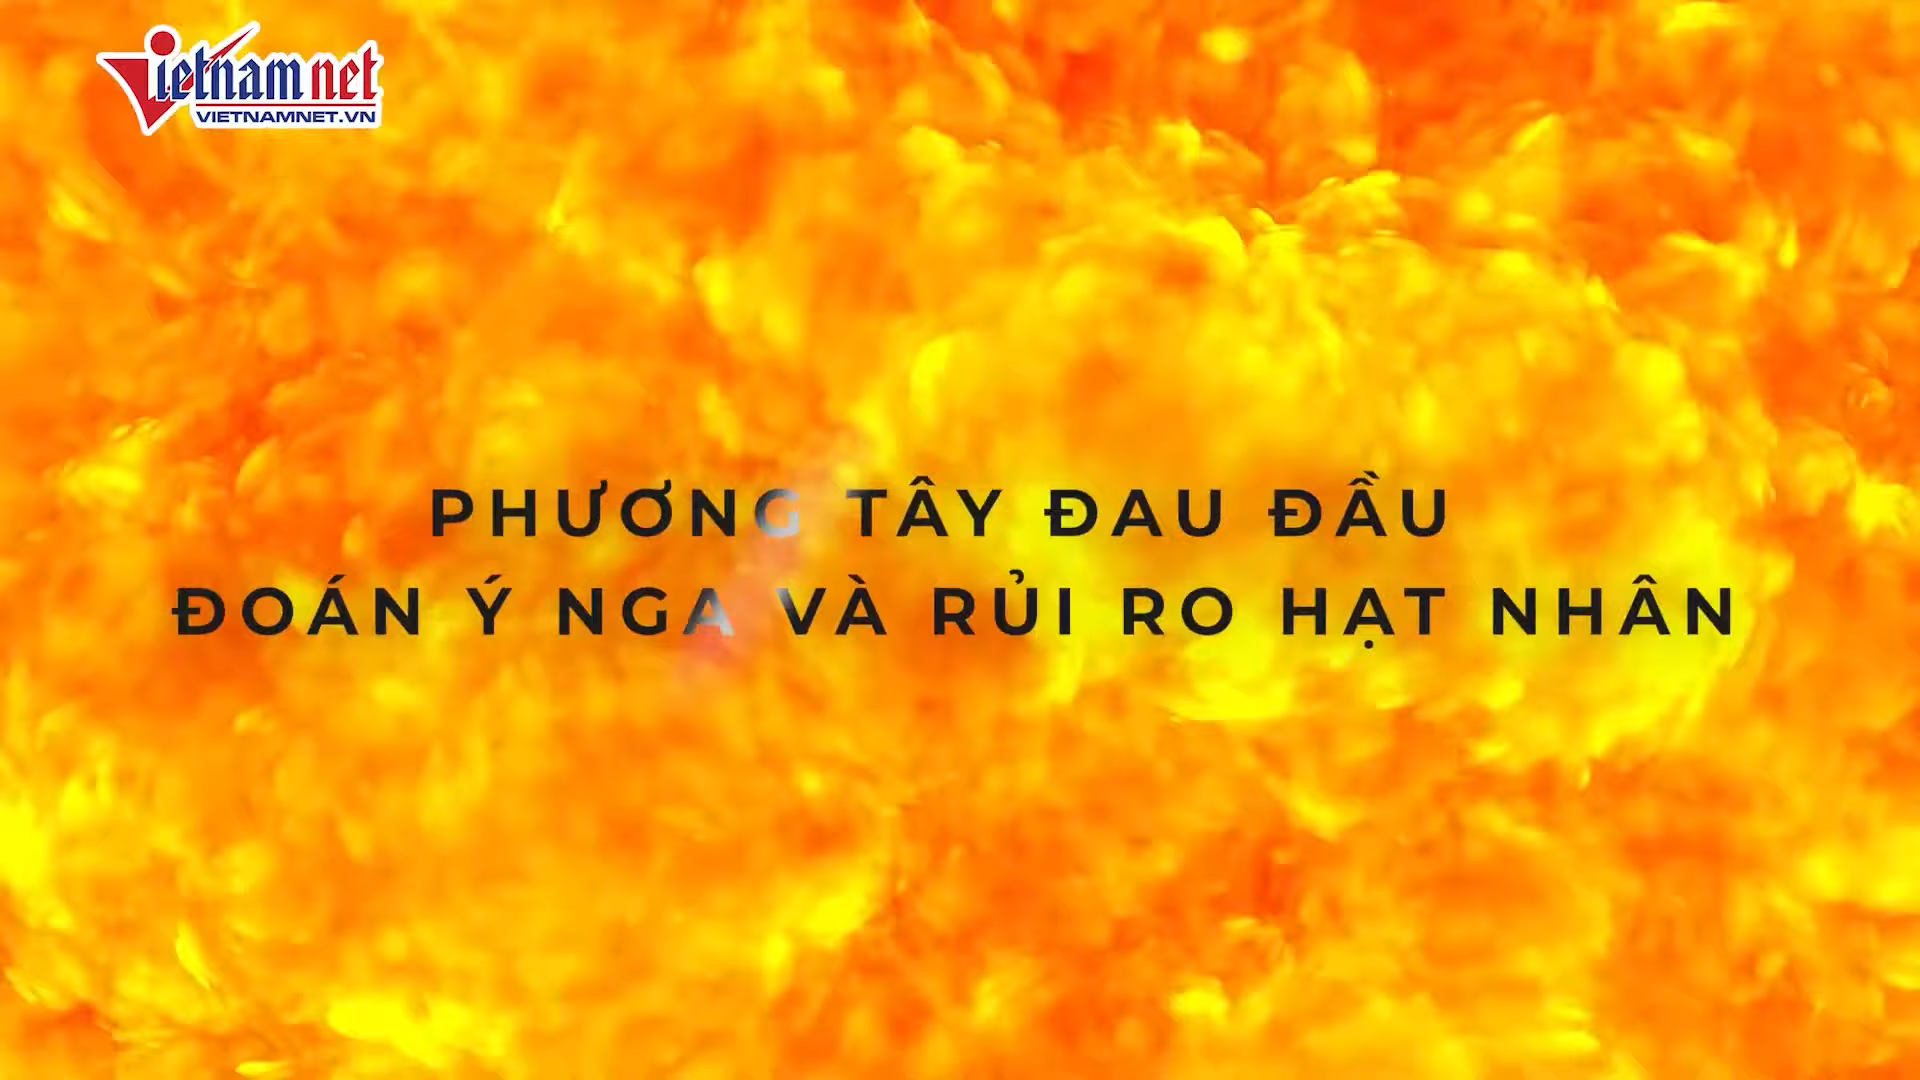 vietnamnet
VIETNAMNET.VN
PHƯƠNG TÂY ĐAU ĐẦU
ĐOÁN Ý NGA VÀ RỦI RO HẠT NHÂN